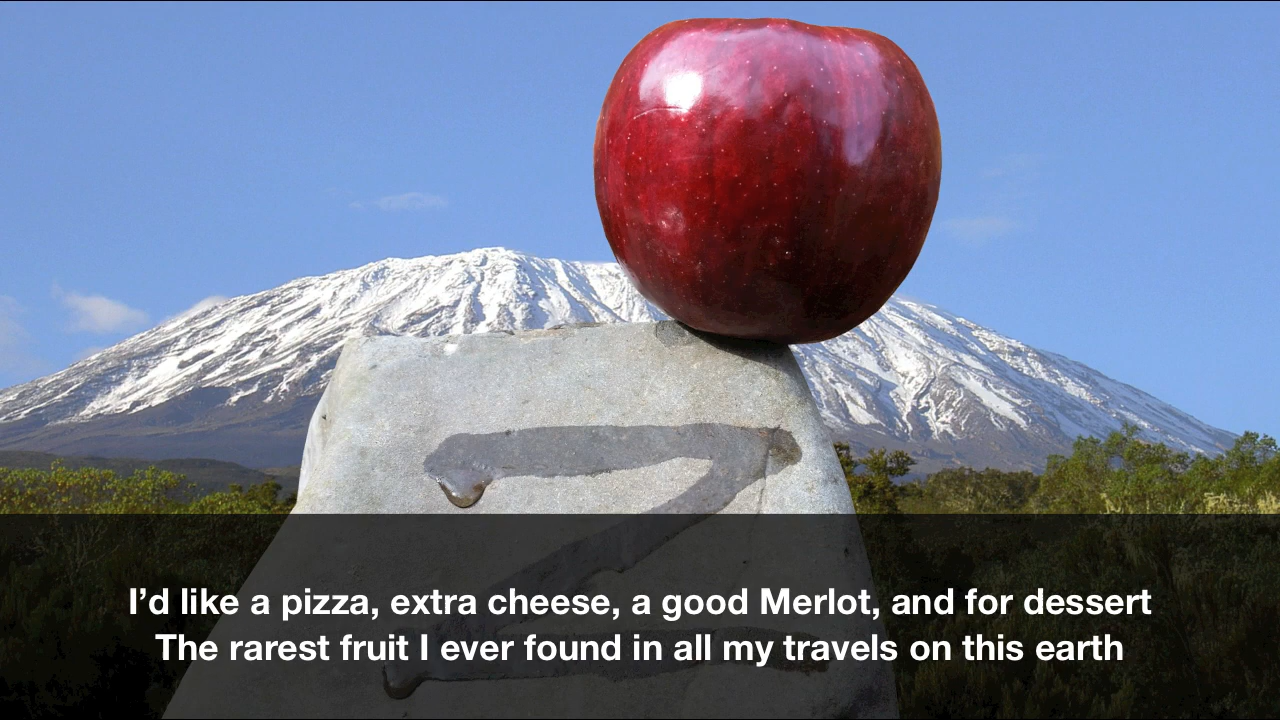 Z
I’d like a pizza, extra cheese, a good Merlot, and for dessert
The rarest fruit I ever found in all my travels on this earth